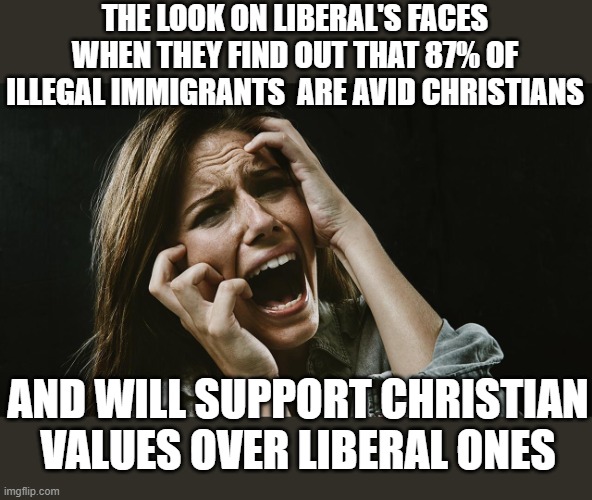 THE LOOK ON LIBERAL'S FACES
WHEN THEY FIND OUT THAT 87% OF
ILLEGAL IMMIGRANTS  ARE AVID CHRISTIANS
AND WILL SUPPORT CHRISTIAN
VALUES OVER LIBERAL ONES
imgflip.com